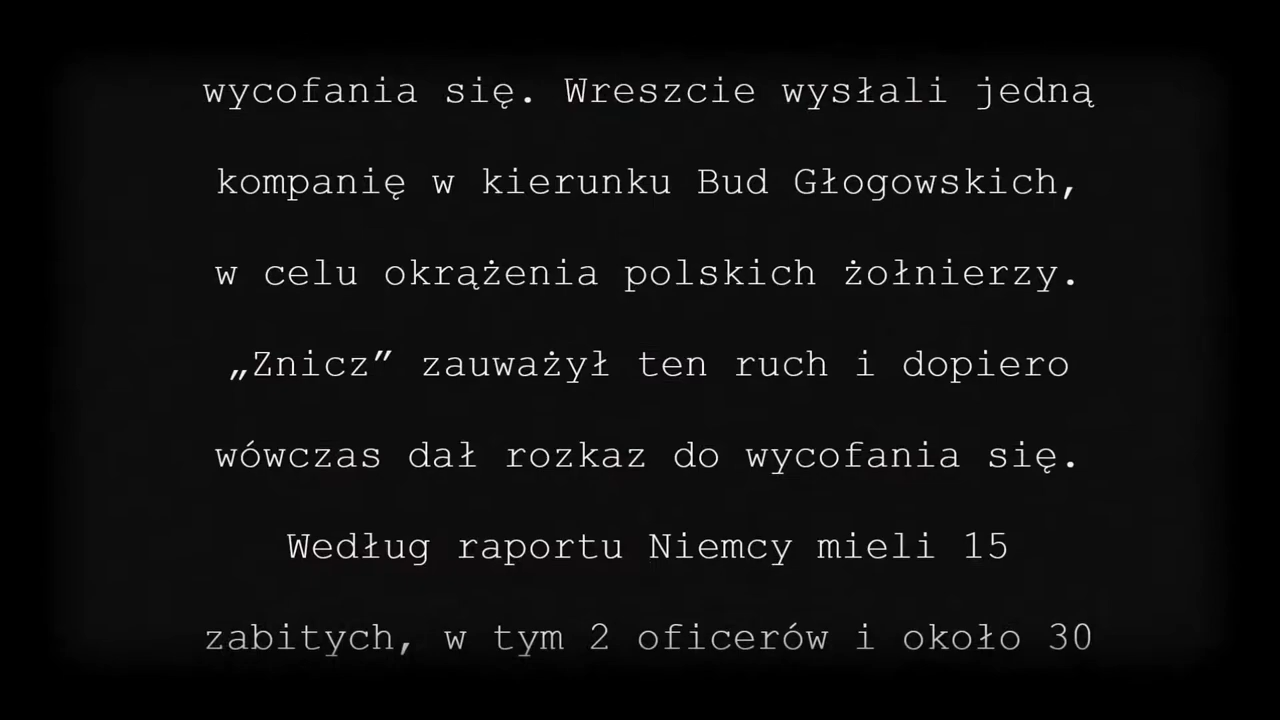 wycofania się. Wreszcie wysłali jedną
kompanię w kierunku Bud Głogowskich,
w celu okrążenia polskich żołnierzy.
„Znicz” zauważył ten ruch i dopiero
wówczas dał rozkaz do wycofania się.
Według raportu Niemcy mieli 15
zabitych, w tym 2 oficerów i około 30